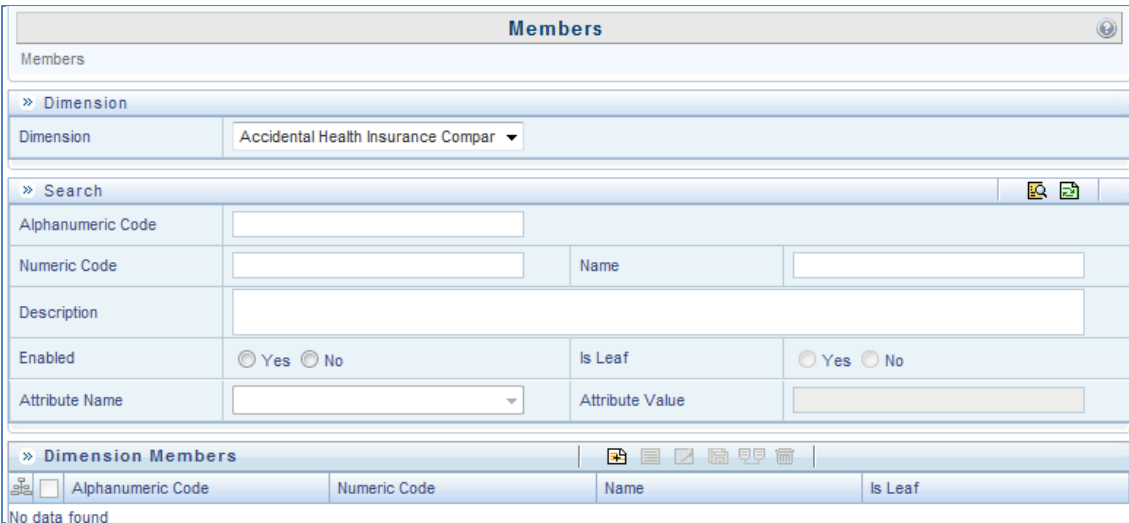 Members
Members
» Dimension
Dimension Accidental Health Insurance Compar
» Search
Alphanumeric Code
Numeric Code Name
Description
Enabled Yes No Is Leaf Yes No
Attribute Name Attribute Value
» Dimension Members
Alphanumeric Code Numeric Code Name Is Leaf
No data found